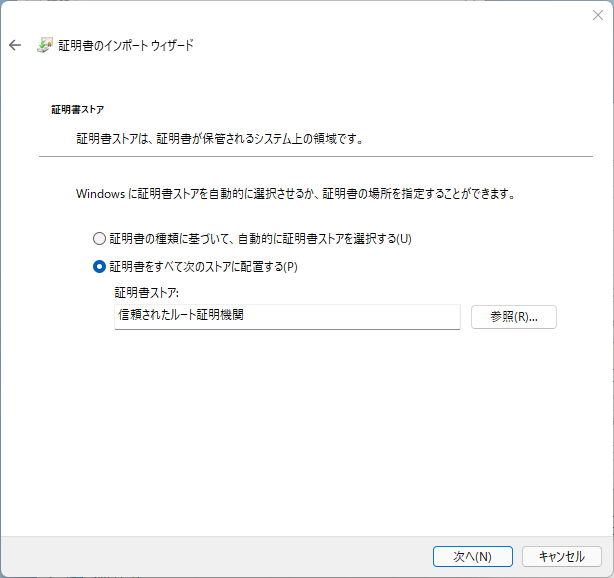 証明書のインポート ウィザード
証明書ストア
証明書ストアは、証明書が保管されるシステム上の領域です。
Windows に証明書ストアを自動的に選択させるか、証明書の場所を指定することができます。
証明書の種類に基づいて、自動的に証明書ストアを選択する(U)
証明書をすべて次のストアに配置する(P)
証明書ストア:
信頼されたルート証明機関
参照(R)...
次へ(N)
キャンセル